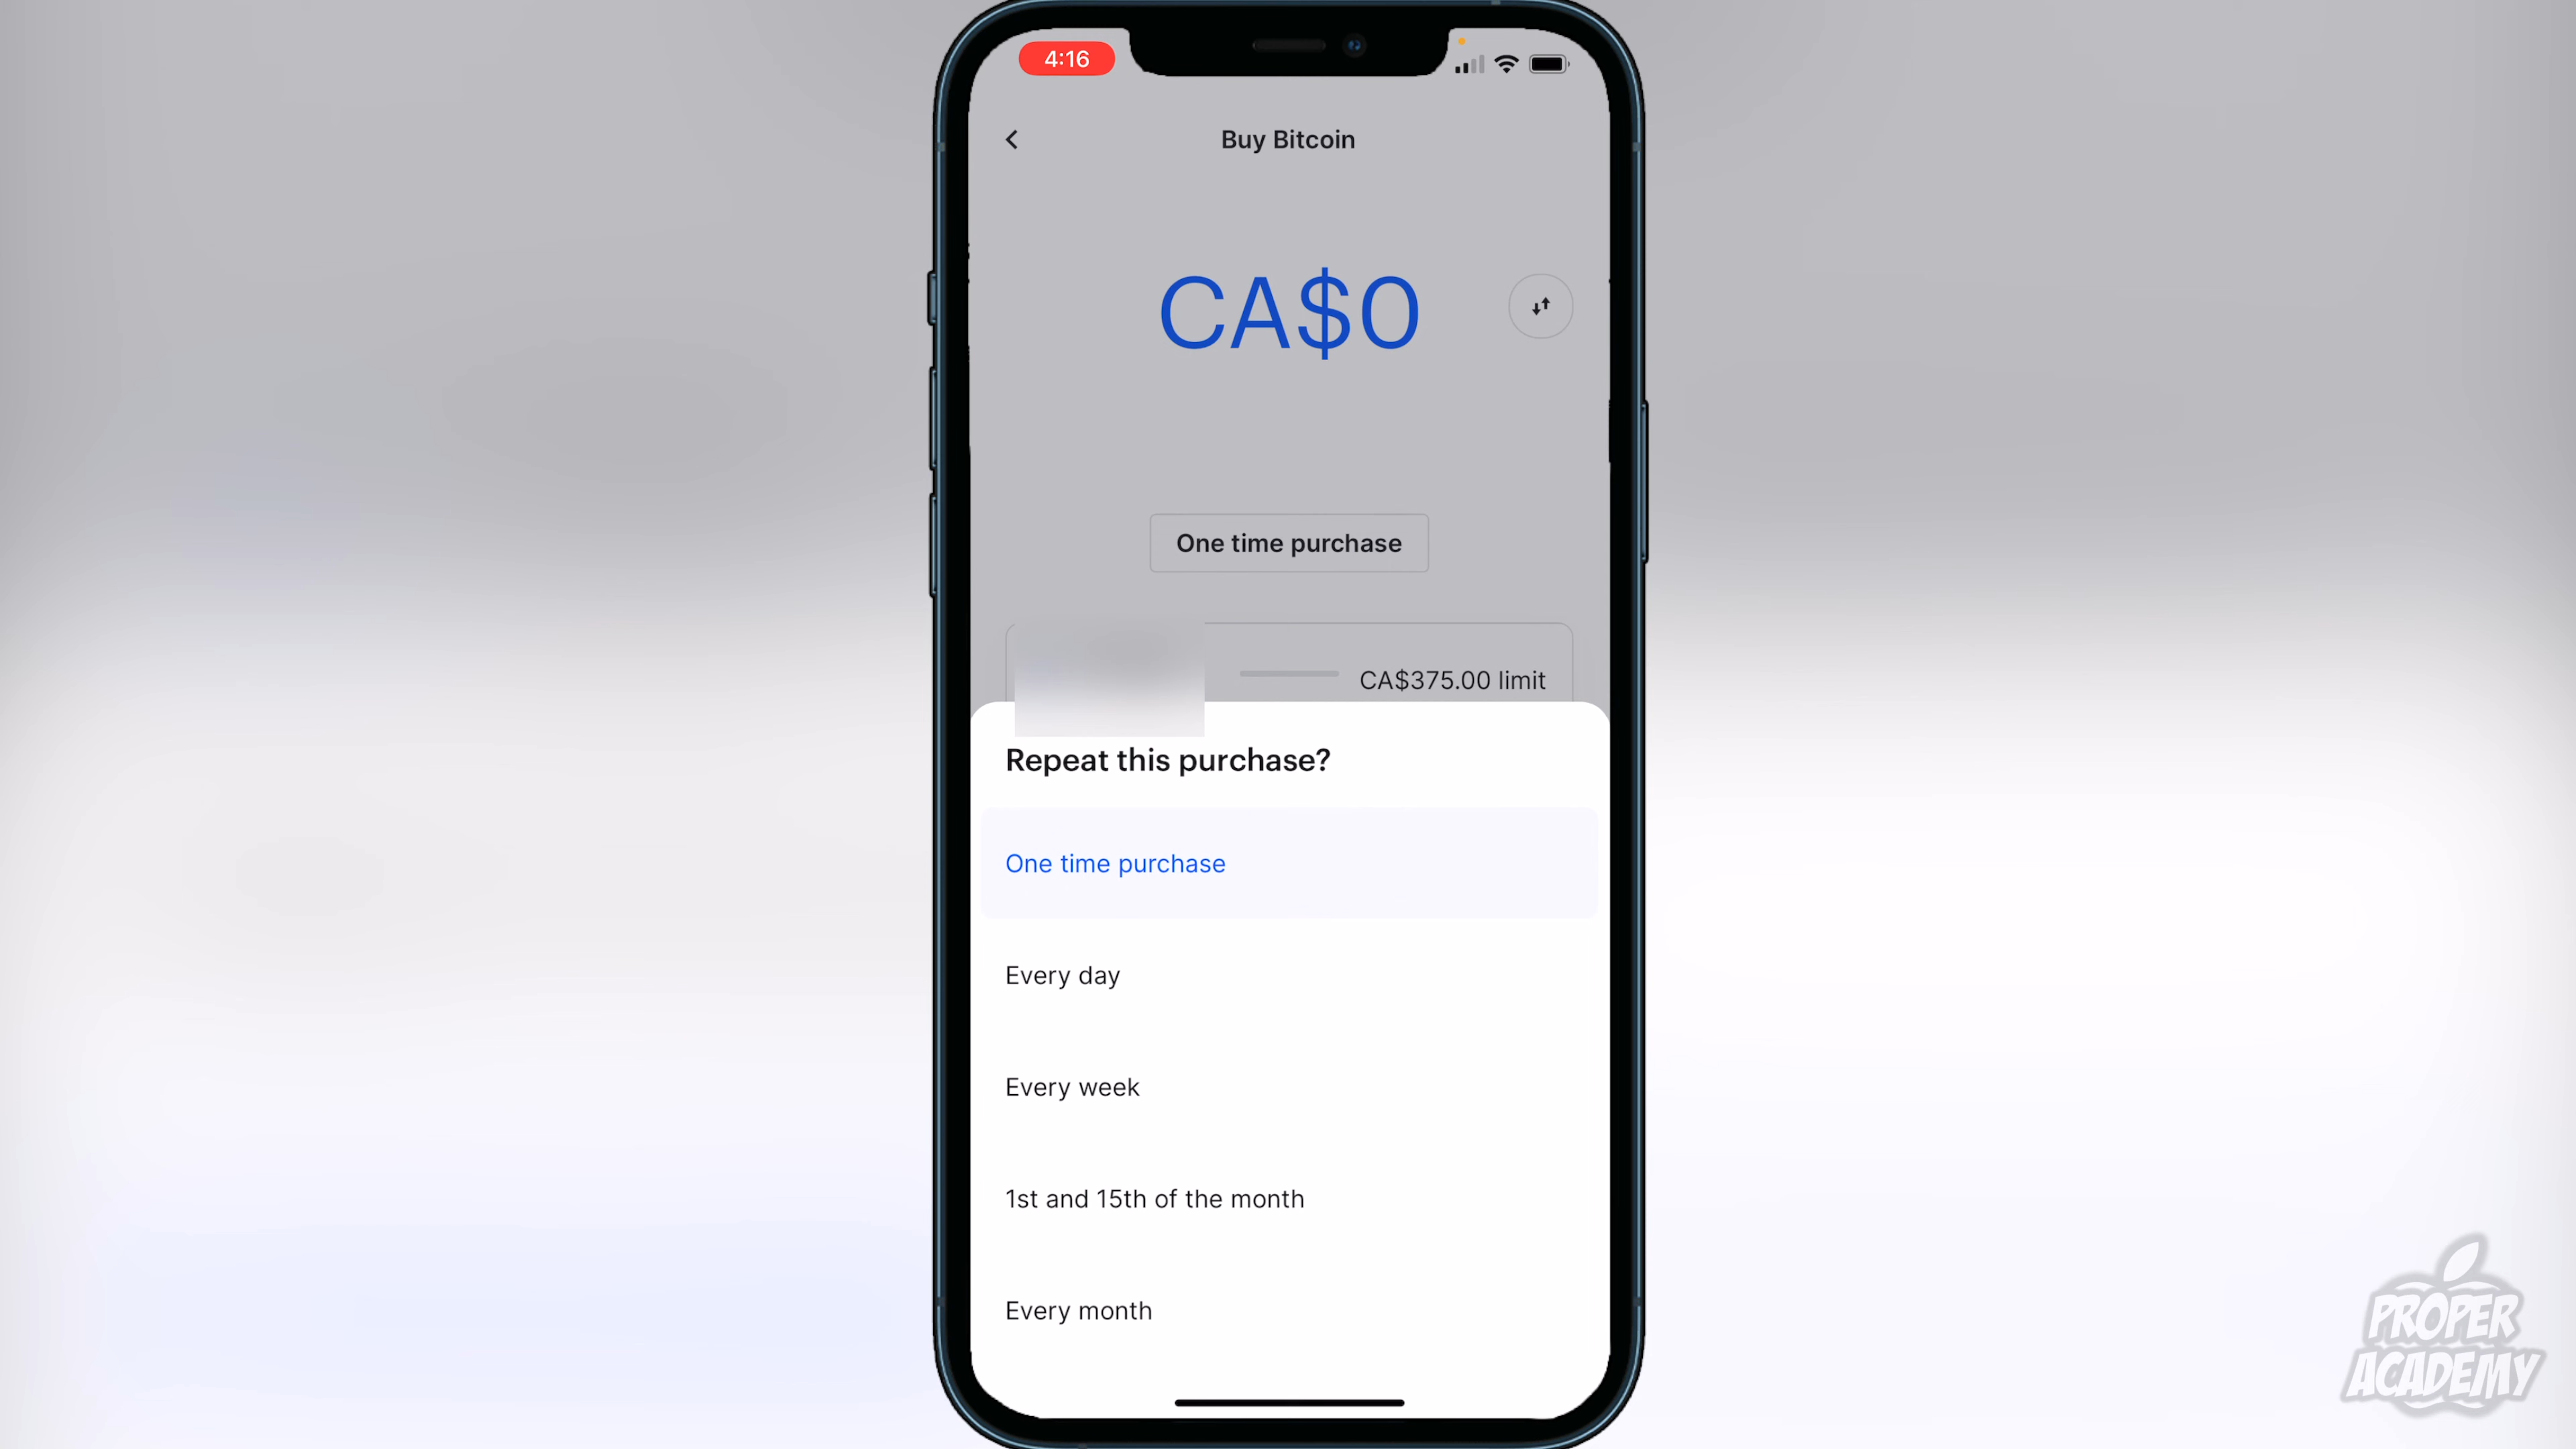 4:16
Buy Bitcoin
CA$0
One time purchase
CA$375.00 limit
Repeat this purchase?
One time purchase
Every day
Every week
1st and 15th of the month
Every month
PROPER
ACADEMY